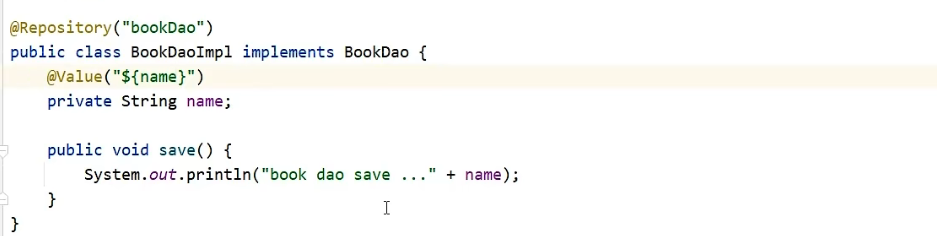 @Repository("bookDao")
public class BookDaoImpl implements BookDao {
    @Value("${name}")
    private String name;

    public void save() {
        System.out.println("book dao save ..." + name);
    }
}